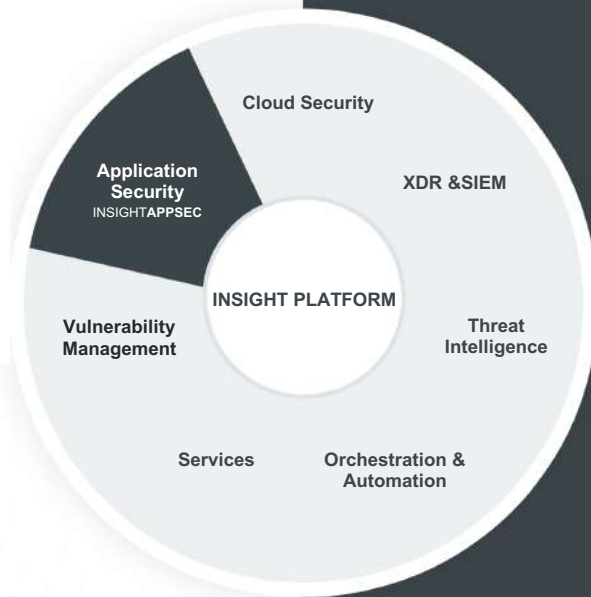 Cloud Security
Application
Security
INSIGHTAPPSEC
XDR &SIEM
INSIGHT PLATFORM
Vulnerability
Management
Threat
Intelligence
Services
Orchestration &
Automation